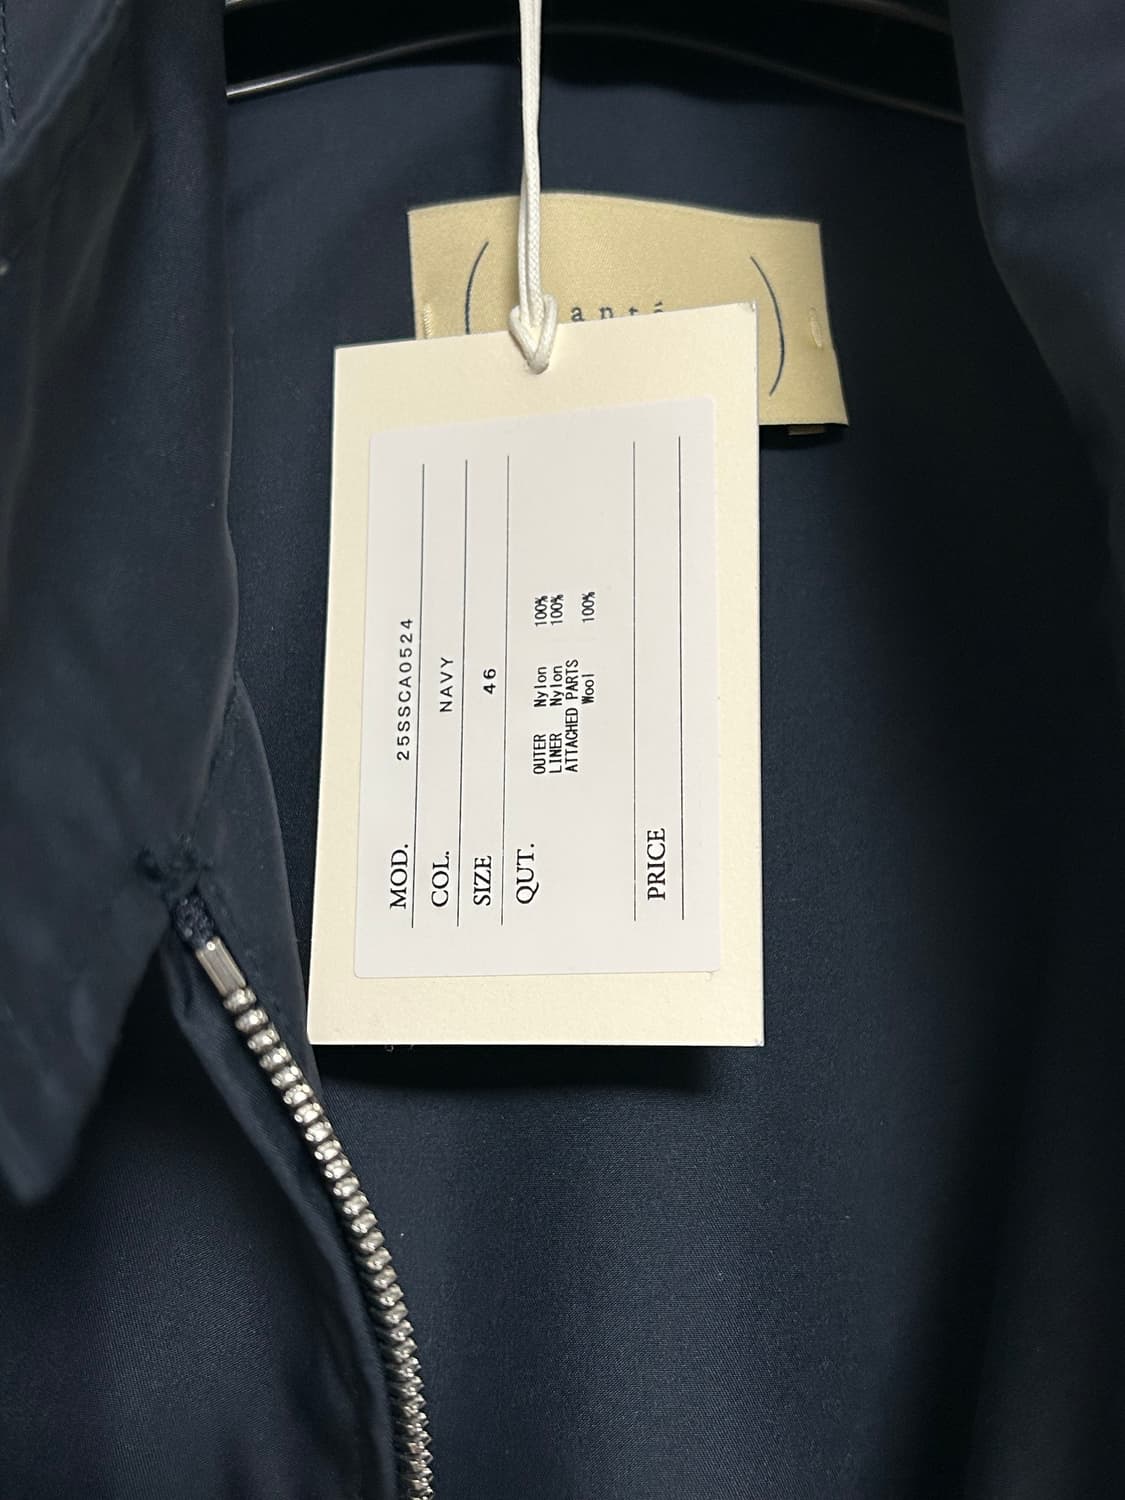 MOD. 25SSCA0524
COL. NAVY
SIZE 46
QUT.
OUTER Nylon 100%
LINER Nylon 100%
ATTACHED PARTS
Wool 100%
PRICE